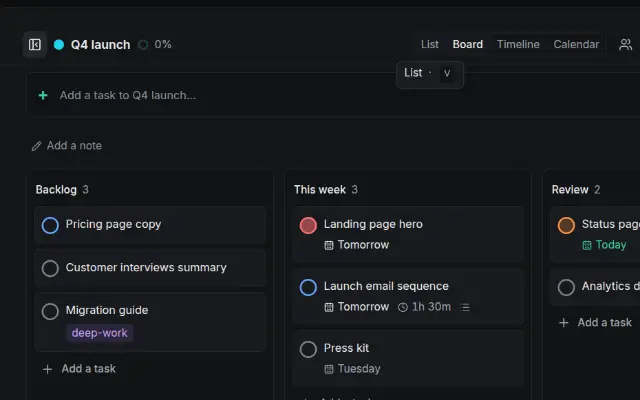 Q4 launch 0% List Board Timeline Calendar
List · V
Add a task to Q4 launch...
Add a note
Backlog 3
Pricing page copy
Customer interviews summary
Migration guide
deep-work
Add a task
This week 3
Landing page hero
Tomorrow
Launch email sequence
Tomorrow 1h 30m
Press kit
Tuesday
Review 2
Status
Today
Analytics
Add a task